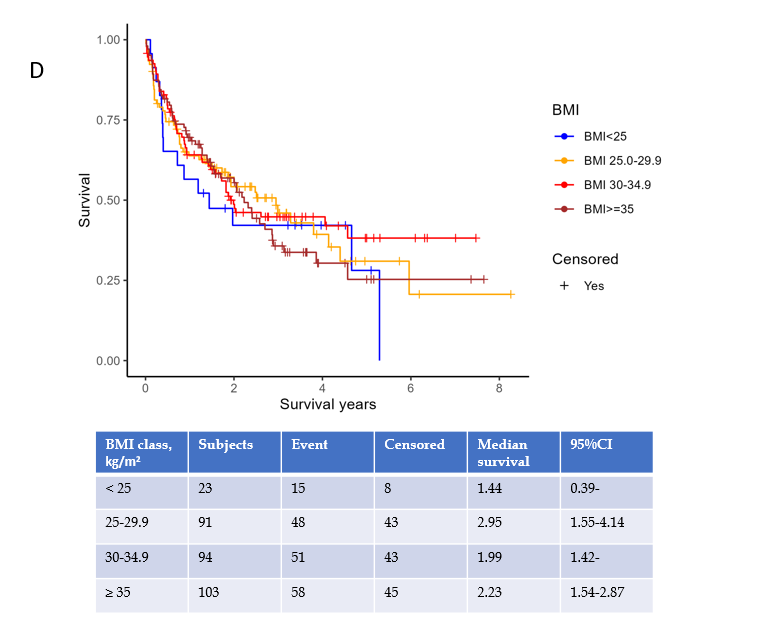 D
1.00
0.75
0.50
0.25
0.00
Survival
0 2 4 6 8
Survival years
BMI
BMI<25
BMI 25.0-29.9
BMI 30-34.9
BMI>=35
Censored
+ Yes
BMI class, Subjects Event Censored Median 95%CI
kg/m² survival
< 25 23 15 8 1.44 0.39-
25-29.9 91 48 43 2.95 1.55-4.14
30-34.9 94 51 43 1.99 1.42-
≥ 35 103 58 45 2.23 1.54-2.87